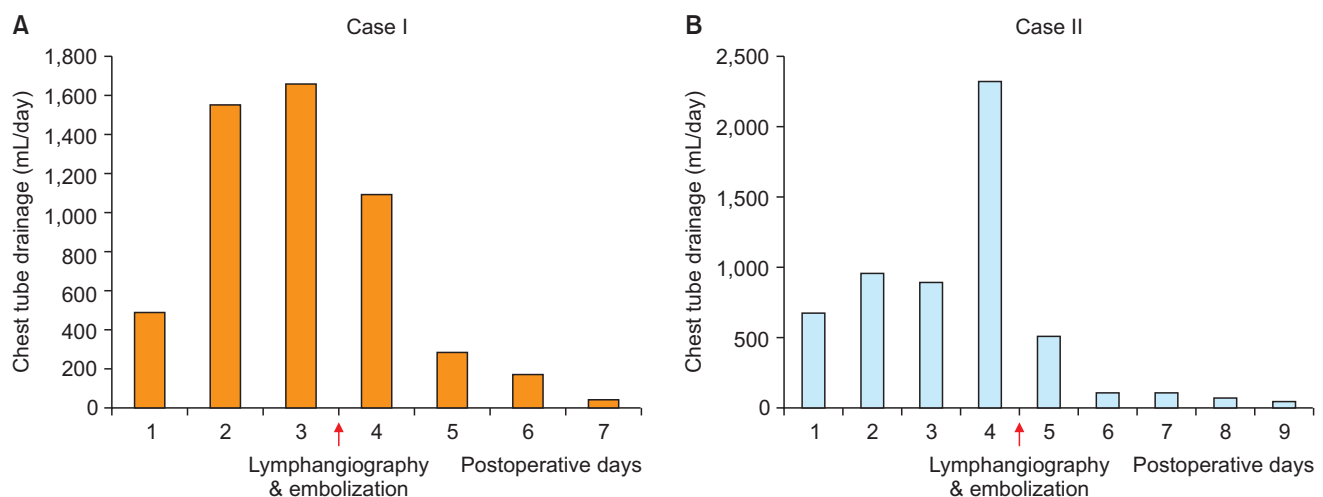 A
Case I
Chest tube drainage (mL/day)
1,800
1,600
1,400
1,200
1,000
800
600
400
200
0
1 2 3 4 5 6 7
Lymphangiography Postoperative days
& embolization
B
Case II
Chest tube drainage (mL/day)
2,500
2,000
1,500
1,000
500
0
1 2 3 4 5 6 7 8 9
Lymphangiography Postoperative days
& embolization